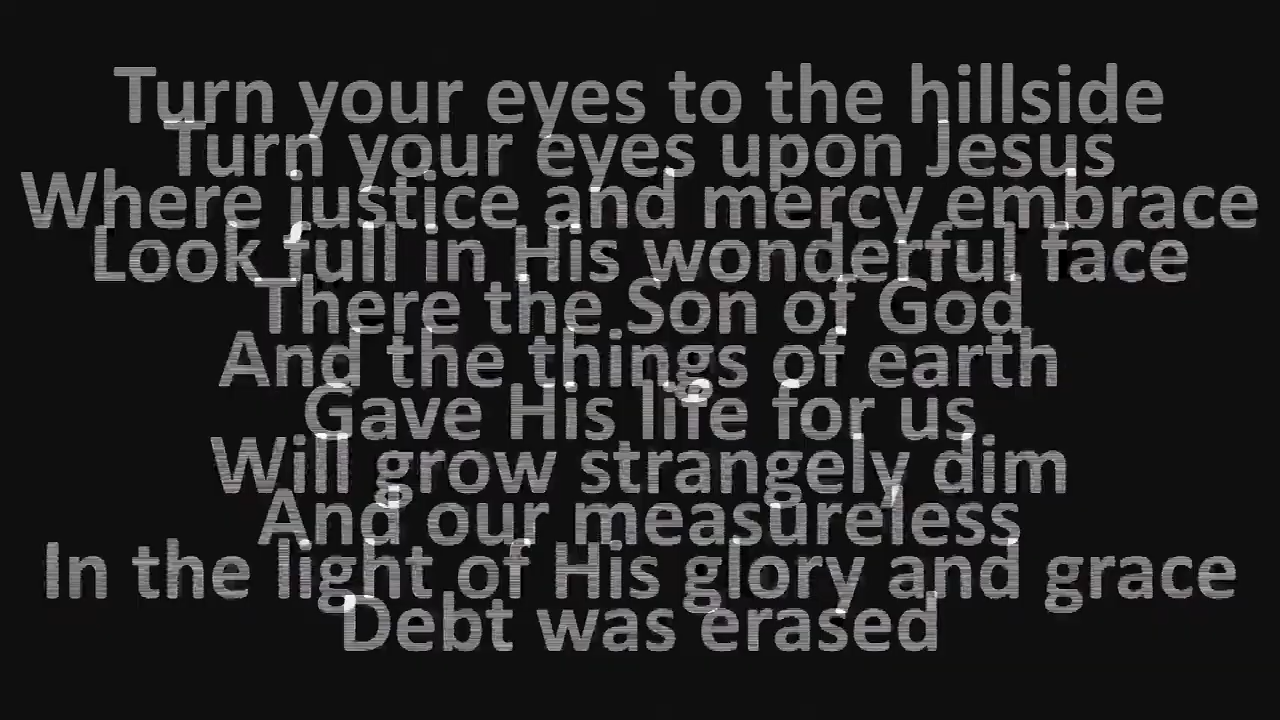 Turn your eyes to the hillside
Turn your eyes upon Jesus
Where justice and mercy embrace
Look full in His wonderful face
There the Son of God
And the things of earth
Gave His life for us
Will grow strangely dim
And our measureless
In the light of His glory and grace
Debt was erased